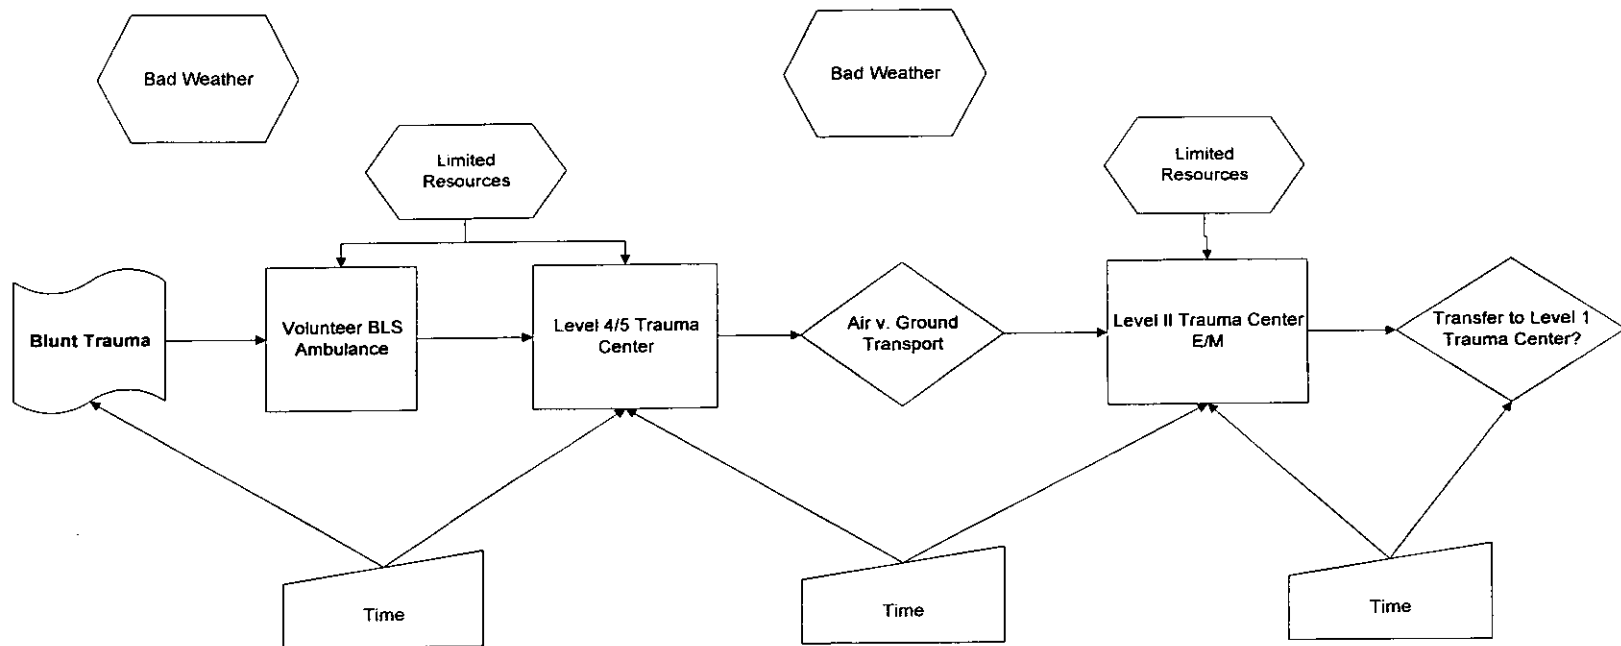 Bad Weather
Bad Weather
Limited
Resources
Limited
Resources
Blunt Trauma
Volunteer BLS
Ambulance
Level 4/5 Trauma
Center
Air v. Ground
Transport
Level II Trauma Center
E/M
Transfer to Level 1
Trauma Center?
Time
Time
Time